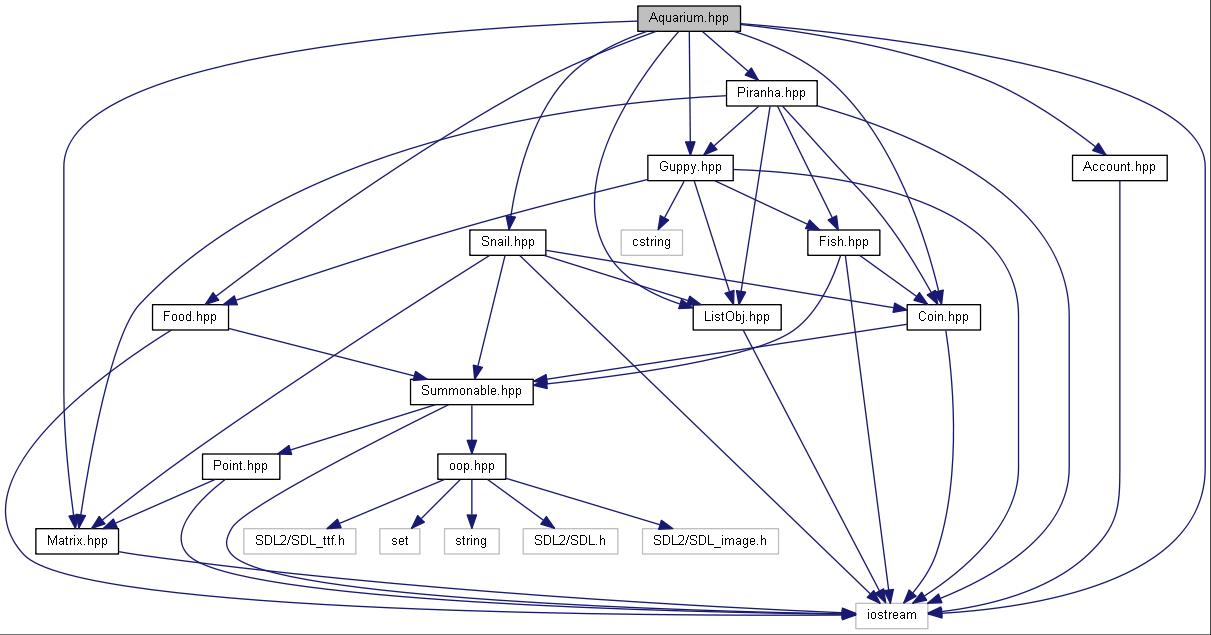 Aquarium.hpp
Piranha.hpp
Guppy.hpp
Account.hpp
Snail.hpp
cstring
Fish.hpp
Food.hpp
ListObj.hpp
Coin.hpp
Summonable.hpp
Point.hpp
oop.hpp
Matrix.hpp
SDL2/SDL_ttf.h
set
string
SDL2/SDL.h
SDL2/SDL_image.h
iostream